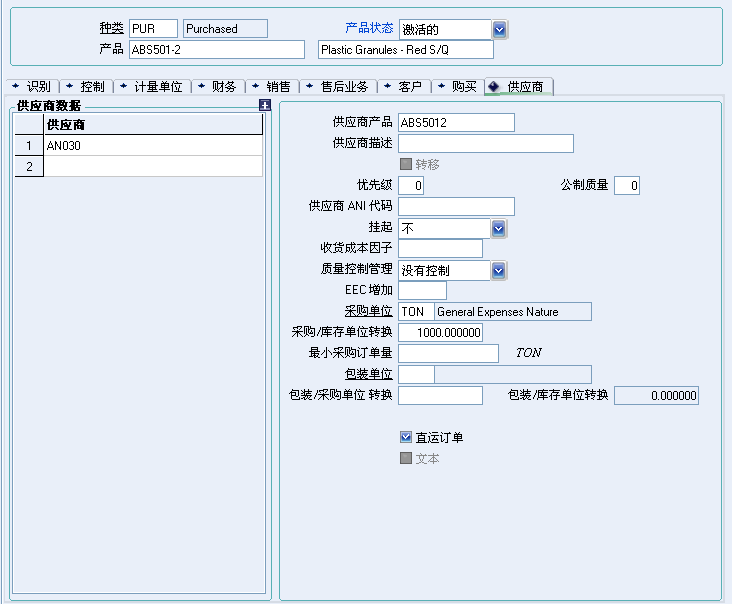 种类 PUR Purchased 产品状态 激活的
产品 ABS501-2 Plastic Granules - Red S/Q
识别 控制 计量单位 财务 销售 售后业务 客户 购买 供应商
供应商数据
供应商
1 AN030
2
供应商产品 ABS5012
供应商描述
转移
优先级 0 公制质量 0
供应商 ANI 代码
挂起 不
收货成本因子
质量控制管理 没有控制
EEC 增加
采购单位 TON General Expenses Nature
采购/库存单位转换 1000.000000
最小采购订单量 TON
包装单位
包装/采购单位 转换 包装/库存单位转换 0.000000
直运订单
文本